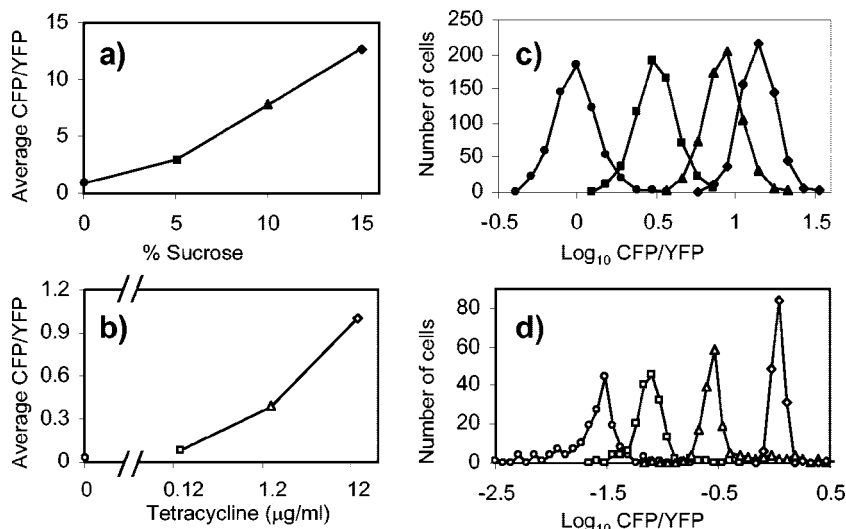 a)
Average CFP/YFP
15
10
5
0
0 5 10 15
% Sucrose
c)
Number of cells
250
200
150
100
50
0
-0.5 0 0.5 1 1.5
Log₁₀ CFP/YFP
b)
Average CFP/YFP
1.2
0.9
0.6
0.3
0
0 0.12 1.2 12
Tetracycline (µg/ml)
d)
Number of cells
80
60
40
20
0
-2.5 -1.5 -0.5 0.5
Log₁₀ CFP/YFP